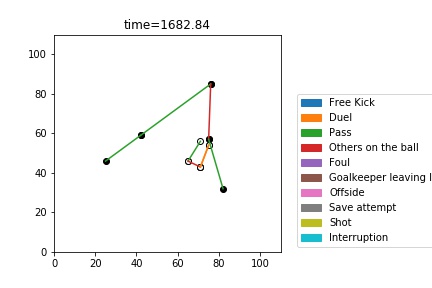 time=1682.84
100
80
60
40
20
0
0 20 40 60 80 100
Free Kick
Duel
Pass
Others on the ball
Foul
Goalkeeper leaving l
Offside
Save attempt
Shot
Interruption